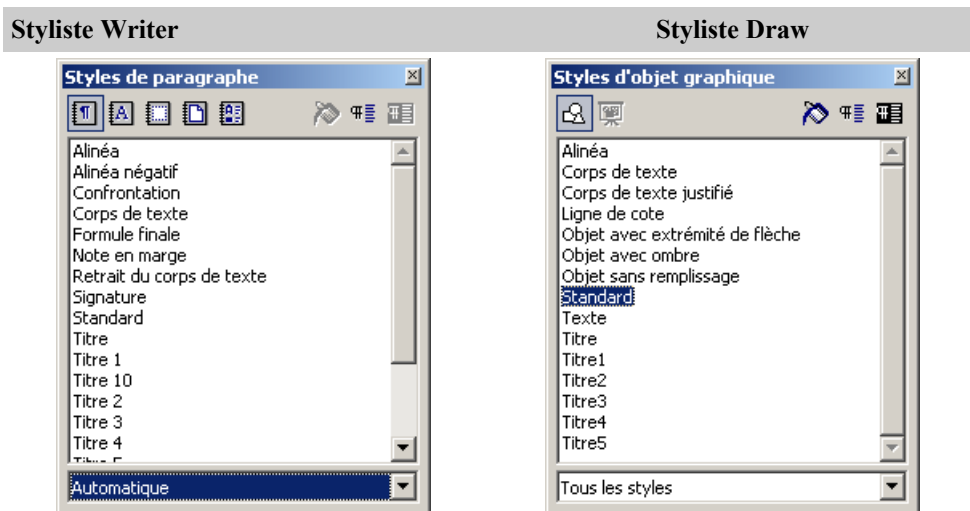 Styliste Writer
Styliste Draw
Styles de paragraphe
Alinéa
Alinéa négatif
Confrontation
Corps de texte
Formule finale
Note en marge
Retrait du corps de texte
Signature
Standard
Titre
Titre 1
Titre 10
Titre 2
Titre 3
Titre 4
Automatique
Styles d'objet graphique
Alinéa
Corps de texte
Corps de texte justifié
Ligne de cote
Objet avec extrémité de flèche
Objet avec ombre
Objet sans remplissage
Standard
Texte
Titre
Titre1
Titre2
Titre3
Titre4
Titre5
Tous les styles